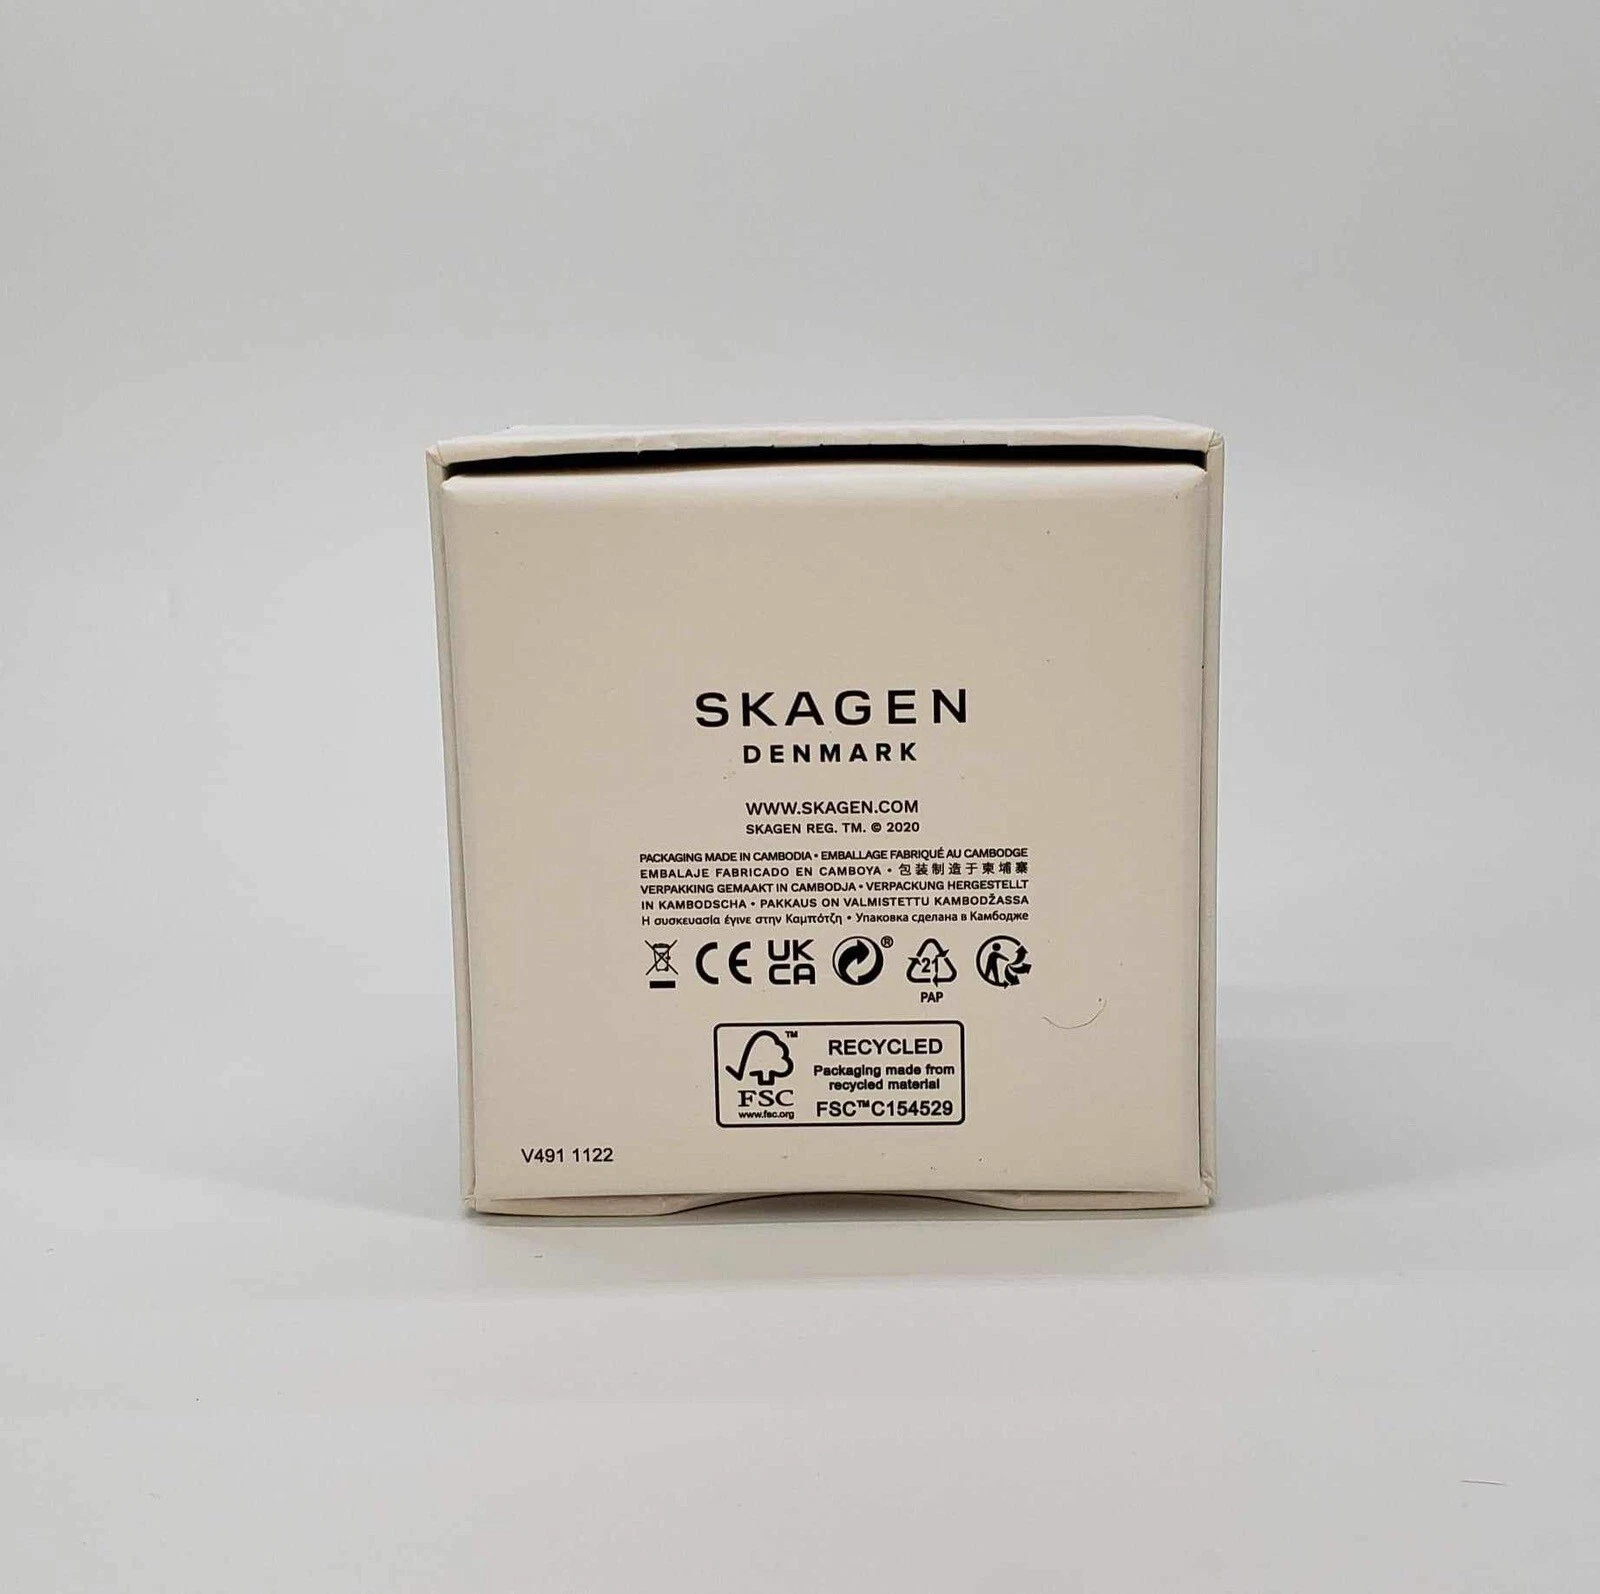 SKAGEN
DENMARK
WWW.SKAGEN.COM
SKAGEN REG. TM. © 2020
PACKAGING MADE IN CAMBODIA • EMBALLAGE FABRIQUÉ AU CAMBODGE
EMBALAJE FABRICADO EN CAMBOYA • 包装制造于柬埔寨
VERPAKKING GEMAAKT IN CAMBODJA • VERPACKUNG HERGESTELLT
IN KAMBODSCHA • PAKKAUS ON VALMISTETTU KAMBODŽASSA
Η συσκευασία έγινε στην Καμπότζη • Упаковка сделана в Камбодже
CE UK CA ® 21
PAP
™ RECYCLED
Packaging made from
recycled material
FSC
www.fsc.org
FSC™ C154529
V491 1122